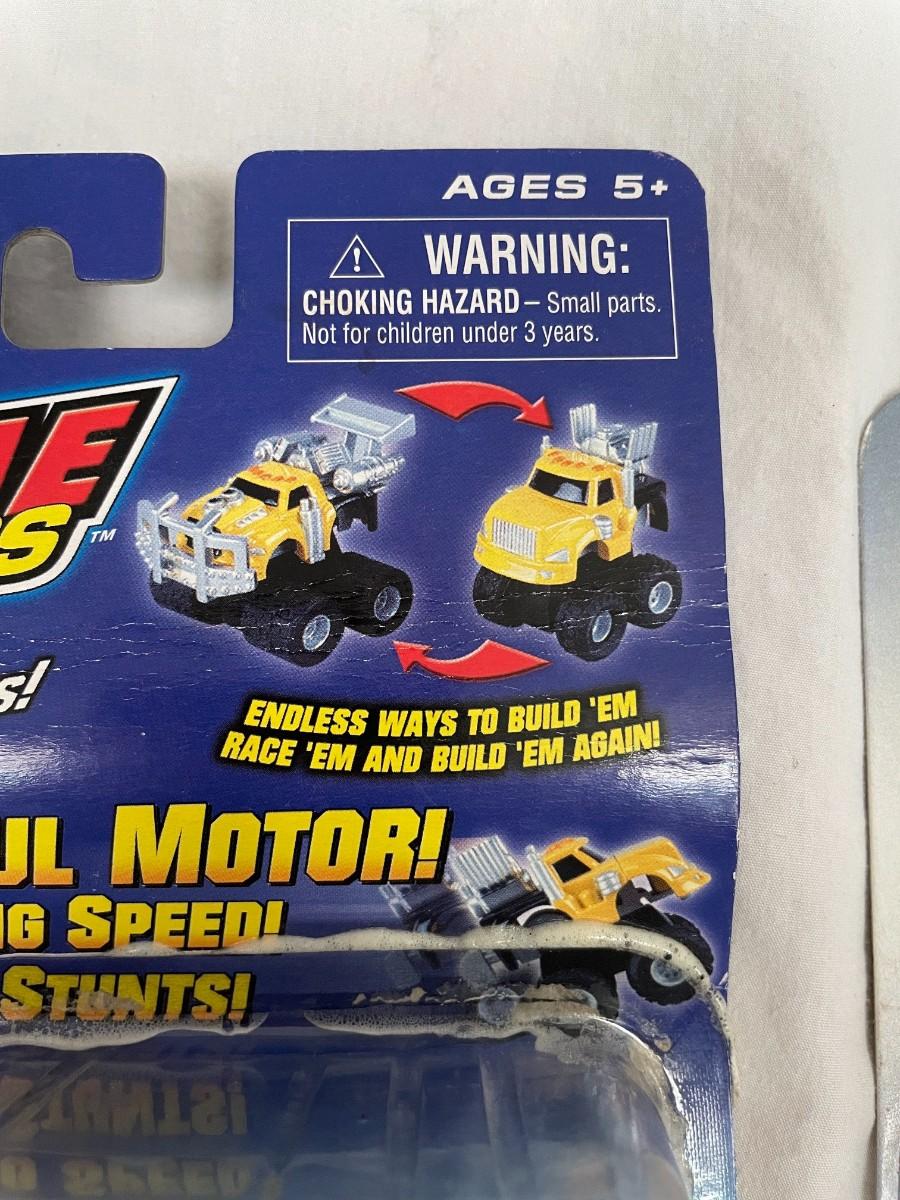 AGES 5+
WARNING:
CHOKING HAZARD – Small parts.
Not for children under 3 years.
TM
ENDLESS WAYS TO BUILD 'EM
RACE 'EM AND BUILD 'EM AGAIN!
MOTOR!
SPEED!
STUNTS!